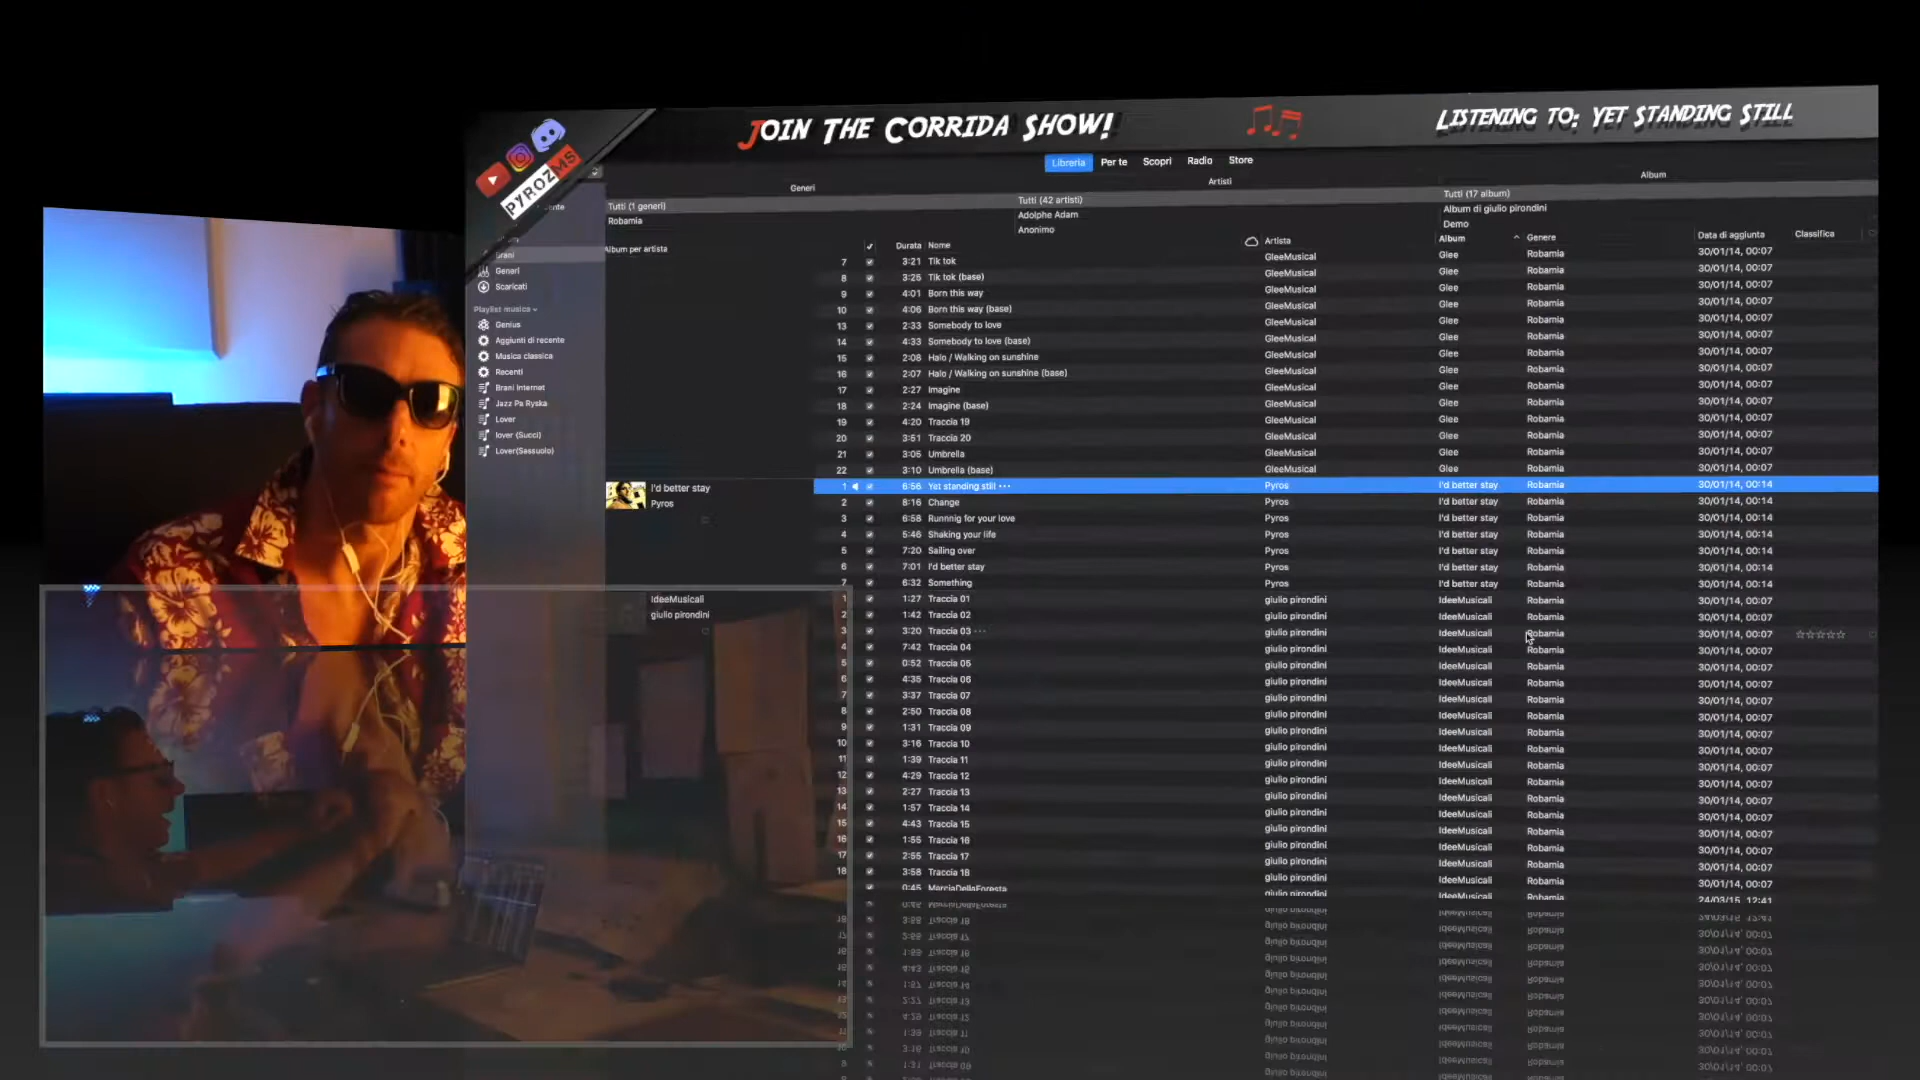 JOIN THE CORRIDA SHOW!
LISTENING TO: YET STANDING STILL
PYROZMS
Libreria Per te Scopri Radio Store
Generi Artisti Album
Tutti (1 generi) Tutti (42 artisti) Tutti (17 album)
Robamia Adolphe Adam Album di giulio pirondini
Anonimo Demo
Brani
Generi
Scaricati
Playlist musica
Genius
Aggiunti di recente
Musica classica
Recenti
Brani Internet
Jazz Pa Ryska
Lover
lover (Succi)
Lover(Sassuolo)
Album per artista Durata Nome Artista Album Genere Data di aggiunta Classifica
7 3:21 Tik tok GleeMusical Glee Robamia 30/01/14, 00:07
8 3:25 Tik tok (base) GleeMusical Glee Robamia 30/01/14, 00:07
9 4:01 Born this way GleeMusical Glee Robamia 30/01/14, 00:07
10 4:06 Born this way (base) GleeMusical Glee Robamia 30/01/14, 00:07
13 2:33 Somebody to love GleeMusical Glee Robamia 30/01/14, 00:07
14 4:33 Somebody to love (base) GleeMusical Glee Robamia 30/01/14, 00:07
15 2:08 Halo / Walking on sunshine GleeMusical Glee Robamia 30/01/14, 00:07
16 2:07 Halo / Walking on sunshine (base) GleeMusical Glee Robamia 30/01/14, 00:07
17 2:27 Imagine GleeMusical Glee Robamia 30/01/14, 00:07
18 2:24 Imagine (base) GleeMusical Glee Robamia 30/01/14, 00:07
19 4:20 Traccia 19 GleeMusical Glee Robamia 30/01/14, 00:07
20 3:51 Traccia 20 GleeMusical Glee Robamia 30/01/14, 00:07
21 3:05 Umbrella GleeMusical Glee Robamia 30/01/14, 00:07
22 3:10 Umbrella (base) GleeMusical Glee Robamia 30/01/14, 00:07
I'd better stay
Pyros
1 6:56 Yet standing still ••• Pyros I'd better stay Robamia 30/01/14, 00:14
2 8:16 Change Pyros I'd better stay Robamia 30/01/14, 00:14
3 6:58 Runnnig for your love Pyros I'd better stay Robamia 30/01/14, 00:14
4 5:46 Shaking your life Pyros I'd better stay Robamia 30/01/14, 00:14
5 7:20 Sailing over Pyros I'd better stay Robamia 30/01/14, 00:14
6 7:01 I'd better stay Pyros I'd better stay Robamia 30/01/14, 00:14
7 6:32 Something Pyros I'd better stay Robamia 30/01/14, 00:14
IdeeMusicali
giulio pirondini
1 1:27 Traccia 01 giulio pirondini IdeeMusicali Robamia 30/01/14, 00:07
2 1:42 Traccia 02 giulio pirondini IdeeMusicali Robamia 30/01/14, 00:07
3 3:20 Traccia 03 ••• giulio pirondini IdeeMusicali Robamia 30/01/14, 00:07
4 7:42 Traccia 04 giulio pirondini IdeeMusicali Robamia 30/01/14, 00:07
5 0:52 Traccia 05 giulio pirondini IdeeMusicali Robamia 30/01/14, 00:07
6 4:35 Traccia 06 giulio pirondini IdeeMusicali Robamia 30/01/14, 00:07
7 3:37 Traccia 07 giulio pirondini IdeeMusicali Robamia 30/01/14, 00:07
8 2:50 Traccia 08 giulio pirondini IdeeMusicali Robamia 30/01/14, 00:07
9 1:31 Traccia 09 giulio pirondini IdeeMusicali Robamia 30/01/14, 00:07
10 3:16 Traccia 10 giulio pirondini IdeeMusicali Robamia 30/01/14, 00:07
11 1:39 Traccia 11 giulio pirondini IdeeMusicali Robamia 30/01/14, 00:07
12 4:29 Traccia 12 giulio pirondini IdeeMusicali Robamia 30/01/14, 00:07
13 2:27 Traccia 13 giulio pirondini IdeeMusicali Robamia 30/01/14, 00:07
14 1:57 Traccia 14 giulio pirondini IdeeMusicali Robamia 30/01/14, 00:07
15 4:43 Traccia 15 giulio pirondini IdeeMusicali Robamia 30/01/14, 00:07
16 1:55 Traccia 16 giulio pirondini IdeeMusicali Robamia 30/01/14, 00:07
17 2:55 Traccia 17 giulio pirondini IdeeMusicali Robamia 30/01/14, 00:07
18 3:58 Traccia 18 giulio pirondini IdeeMusicali Robamia 30/01/14, 00:07
0:45 MarciaDellaForesta giulio pirondini IdeeMusicali Robamia 24/03/15, 12:41